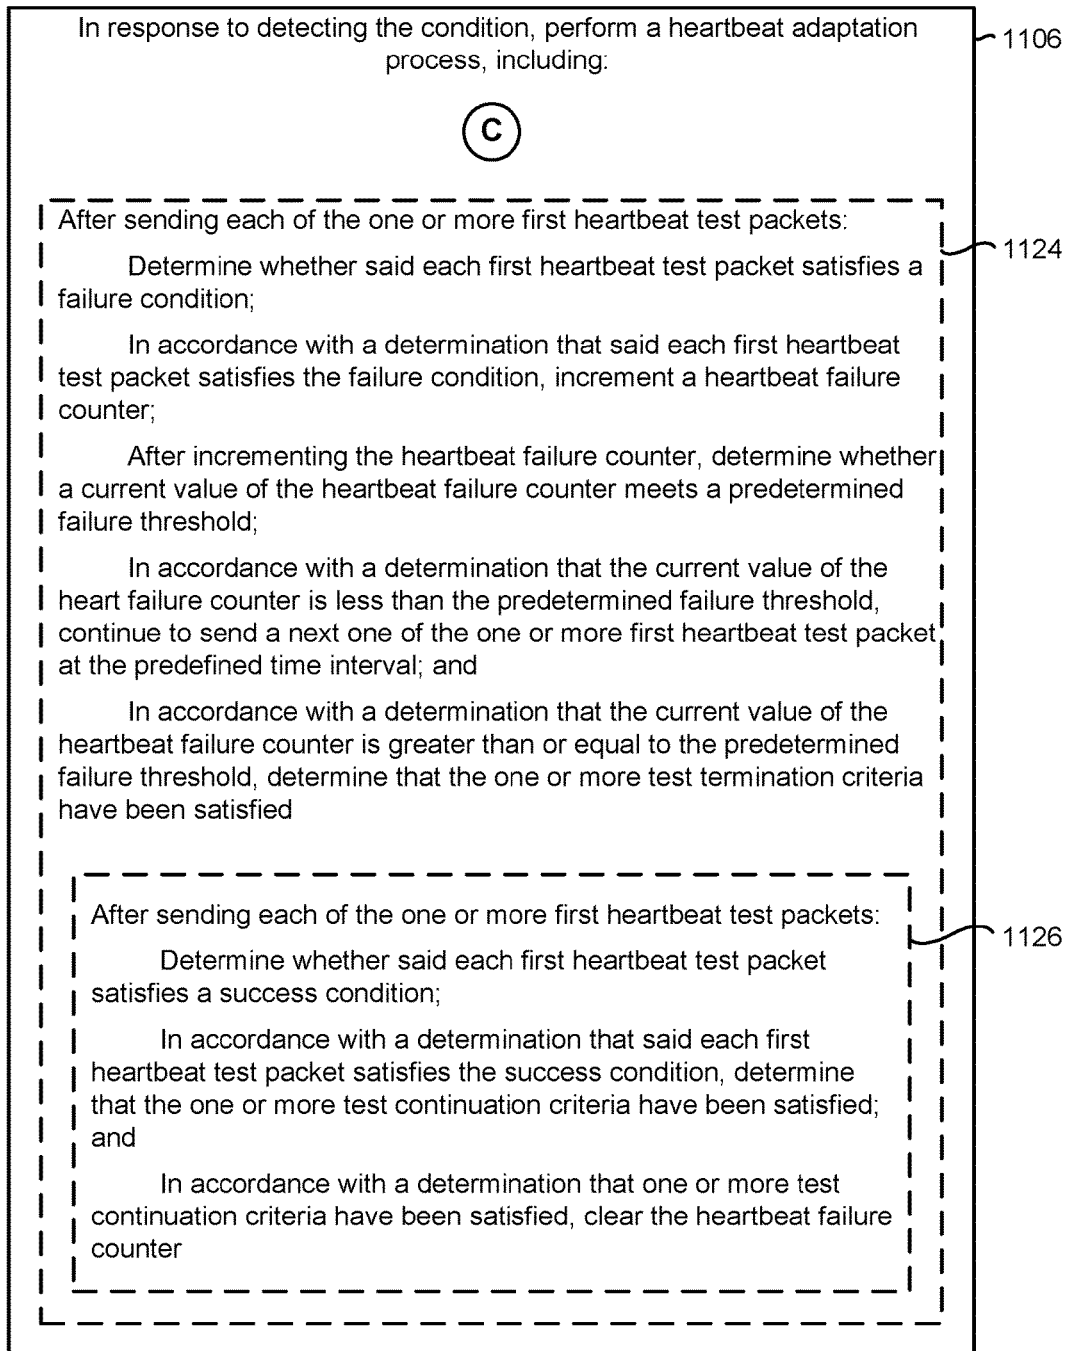 In response to detecting the condition, perform a heartbeat adaptation
process, including:
1106
C
After sending each of the one or more first heartbeat test packets:
1124
Determine whether said each first heartbeat test packet satisfies a
failure condition;
In accordance with a determination that said each first heartbeat
test packet satisfies the failure condition, increment a heartbeat failure
counter;
After incrementing the heartbeat failure counter, determine whether
a current value of the heartbeat failure counter meets a predetermined
failure threshold;
In accordance with a determination that the current value of the
heart failure counter is less than the predetermined failure threshold,
continue to send a next one of the one or more first heartbeat test packet
at the predefined time interval; and
In accordance with a determination that the current value of the
heartbeat failure counter is greater than or equal to the predetermined
failure threshold, determine that the one or more test termination criteria
have been satisfied
After sending each of the one or more first heartbeat test packets:
1126
Determine whether said each first heartbeat test packet
satisfies a success condition;
In accordance with a determination that said each first
heartbeat test packet satisfies the success condition, determine
that the one or more test continuation criteria have been satisfied;
and
In accordance with a determination that one or more test
continuation criteria have been satisfied, clear the heartbeat failure
counter